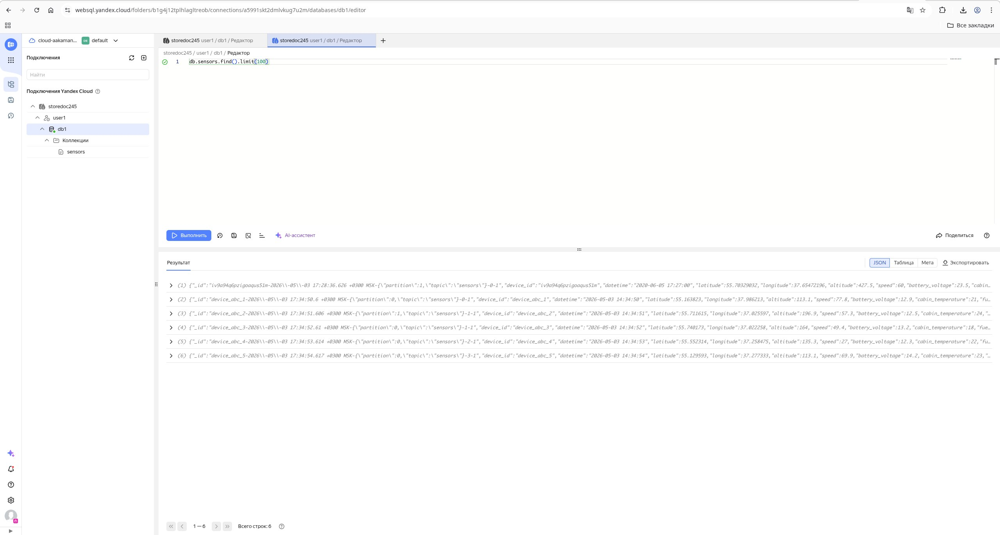 websql.yandex.cloud/folders/b1g4j12tplhlagltreob/connections/a5991skt2dmlvkug7u2m/databases/db1/editor
Все закладки
cloud-aakaman...
DE
default
storedoc245 user1 / db1 / Редактор
storedoc245 user1 / db1 / Редактор
Подключения
storedoc245 / user1 / db1 / Редактор
1 db.sensors.find().limit(100)
Найти
Подключения Yandex Cloud
storedoc245
user1
db1
Коллекции
sensors
Выполнить
AI-ассистент
Поделиться
Результат
JSON
Таблица
Мета
Экспортировать
(1) {"_id":"iv9a94q6pzigoaqus51m-2026\\-05\\-03 17:28:36.626 +0300 MSK-{\"partition\":1,\"topic\":\"sensors\"}-0-1","device_id":"iv9a94q6pzigoaqus51m","datetime":"2020-06-05 17:27:00","latitude":55.70329032,"longitude":37.65472196,"altitude":427.5,"speed":60,"battery_voltage":23.5,"cabin…
(2) {"_id":"device_abc_1-2026\\-05\\-03 17:34:50.6 +0300 MSK-{\"partition\":0,\"topic\":\"sensors\"}-0-1","device_id":"device_abc_1","datetime":"2026-05-03 14:34:50","latitude":55.163823,"longitude":37.986213,"altitude":113.1,"speed":77.8,"battery_voltage":12.9,"cabin_temperature":21,"fu…
(3) {"_id":"device_abc_2-2026\\-05\\-03 17:34:51.606 +0300 MSK-{\"partition\":1,\"topic\":\"sensors\"}-1-1","device_id":"device_abc_2","datetime":"2026-05-03 14:34:51","latitude":55.711615,"longitude":37.025597,"altitude":196.9,"speed":57.3,"battery_voltage":12.5,"cabin_temperature":24,"…
(4) {"_id":"device_abc_3-2026\\-05\\-03 17:34:52.61 +0300 MSK-{\"partition\":0,\"topic\":\"sensors\"}-1-1","device_id":"device_abc_3","datetime":"2026-05-03 14:34:52","latitude":55.740173,"longitude":37.022258,"altitude":164,"speed":49.4,"battery_voltage":13.2,"cabin_temperature":18,"fue…
(5) {"_id":"device_abc_4-2026\\-05\\-03 17:34:53.614 +0300 MSK-{\"partition\":0,\"topic\":\"sensors\"}-2-1","device_id":"device_abc_4","datetime":"2026-05-03 14:34:53","latitude":55.552314,"longitude":37.258475,"altitude":135.3,"speed":27,"battery_voltage":12.3,"cabin_temperature":22,"fu…
(6) {"_id":"device_abc_5-2026\\-05\\-03 17:34:54.617 +0300 MSK-{\"partition\":0,\"topic\":\"sensors\"}-3-1","device_id":"device_abc_5","datetime":"2026-05-03 14:34:54","latitude":55.129593,"longitude":37.277333,"altitude":113.1,"speed":69.9,"battery_voltage":14.2,"cabin_temperature":23,"…
1 — 6
Всего строк: 6